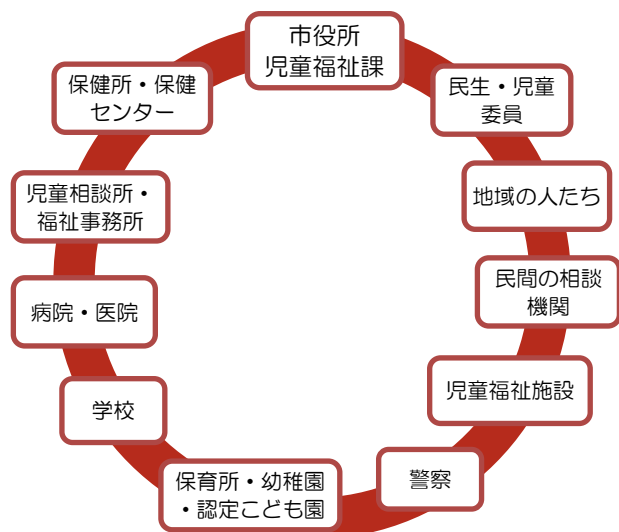 市役所
児童福祉課
民生・児童
委員
地域の人たち
民間の相談
機関
児童福祉施設
警察
保育所・幼稚園
・認定こども園
学校
病院・医院
児童相談所・
福祉事務所
保健所・保健
センター